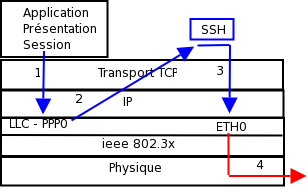 Application
Présentation
Session
SSH
1 Transport TCP 3
2 IP
LLC - PPP0 ETH0
ieee 802.3x
Physique 4